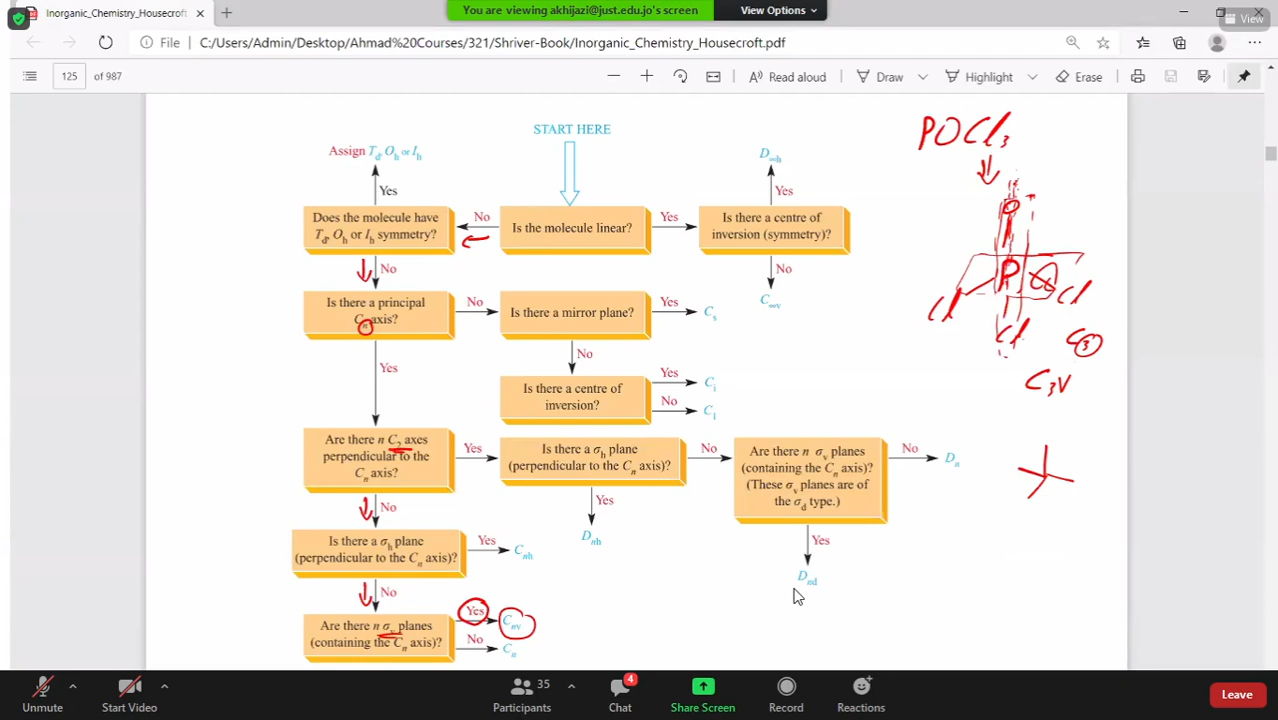 Inorganic_Chemistry_Housecroft
You are viewing akhijazi@just.edu.jo's screen
View Options
View
File
C:/Users/Admin/Desktop/Ahmad%20Courses/321/Shriver-Book/Inorganic_Chemistry_Housecroft.pdf
125 of 987
Read aloud
Draw
Highlight
Erase
START HERE
Assign Td, Oh or Ih
D∞h
POCl3
Yes
Yes
Does the molecule have
Td, Oh or Ih symmetry?
No
Is the molecule linear?
Yes
Is there a centre of
inversion (symmetry)?
No
No
P
Cl
Cl
Cl
C3
C3v
Is there a principal
Cn axis?
No
Is there a mirror plane?
Yes
Cs
C∞v
Yes
No
Is there a centre of
inversion?
Yes
Ci
No
C1
Are there n C2 axes
perpendicular to the
Cn axis?
Yes
Is there a σh plane
(perpendicular to the Cn axis)?
No
Are there n σv planes
(containing the Cn axis)?
(These σv planes are of
the σd type.)
No
Dn
No
Yes
Dnh
Yes
Dnd
Is there a σh plane
(perpendicular to the Cn axis)?
Yes
Cnh
No
Are there n σv planes
(containing the Cn axis)?
Yes
Cnv
No
Cn
Unmute
Start Video
35
Participants
4
Chat
Share Screen
Record
Reactions
Leave